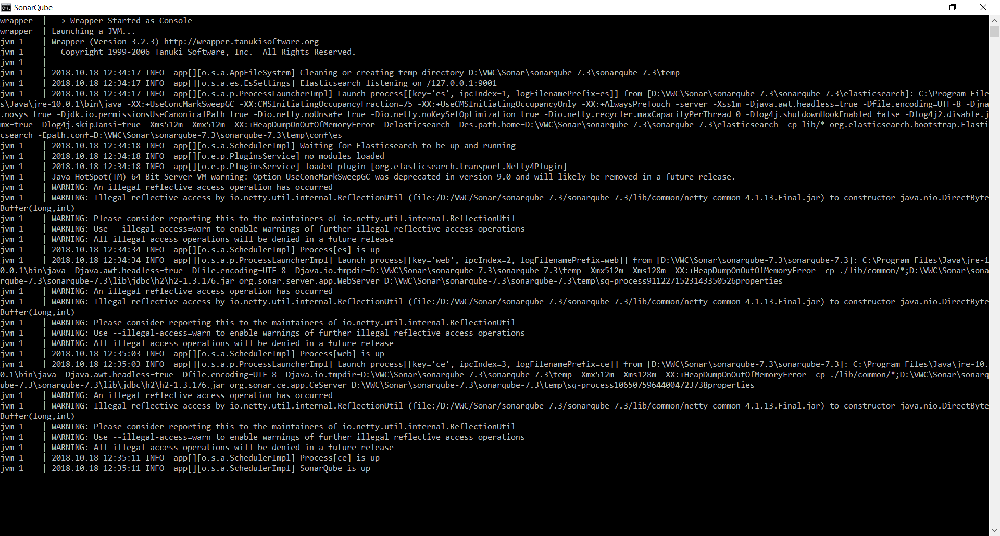 SonarQube
wrapper  | --> Wrapper Started as Console
wrapper  | Launching a JVM...
jvm 1    | Wrapper (Version 3.2.3) http://wrapper.tanukisoftware.org
jvm 1    |   Copyright 1999-2006 Tanuki Software, Inc.  All Rights Reserved.
jvm 1    |
jvm 1    | 2018.10.18 12:34:17 INFO  app[][o.s.a.AppFileSystem] Cleaning or creating temp directory D:\VWC\Sonar\sonarqube-7.3\sonarqube-7.3\temp
jvm 1    | 2018.10.18 12:34:17 INFO  app[][o.s.a.es.EsSettings] Elasticsearch listening on /127.0.0.1:9001
jvm 1    | 2018.10.18 12:34:17 INFO  app[][o.s.a.p.ProcessLauncherImpl] Launch process[[key='es', ipcIndex=1, logFilenamePrefix=es]] from [D:\VWC\Sonar\sonarqube-7.3\sonarqube-7.3\elasticsearch]: C:\Program File
s\Java\jre-10.0.1\bin\java -XX:+UseConcMarkSweepGC -XX:CMSInitiatingOccupancyFraction=75 -XX:+UseCMSInitiatingOccupancyOnly -XX:+AlwaysPreTouch -server -Xss1m -Djava.awt.headless=true -Dfile.encoding=UTF-8 -Djna
.nosys=true -Djdk.io.permissionsUseCanonicalPath=true -Dio.netty.noUnsafe=true -Dio.netty.noKeySetOptimization=true -Dio.netty.recycler.maxCapacityPerThread=0 -Dlog4j.shutdownHookEnabled=false -Dlog4j2.disable.j
mx=true -Dlog4j.skipJansi=true -Xms512m -Xmx512m -XX:+HeapDumpOnOutOfMemoryError -Delasticsearch -Des.path.home=D:\VWC\Sonar\sonarqube-7.3\sonarqube-7.3\elasticsearch -cp lib/* org.elasticsearch.bootstrap.Elasti
csearch -Epath.conf=D:\VWC\Sonar\sonarqube-7.3\sonarqube-7.3\temp\conf\es
jvm 1    | 2018.10.18 12:34:18 INFO  app[][o.s.a.SchedulerImpl] Waiting for Elasticsearch to be up and running
jvm 1    | 2018.10.18 12:34:18 INFO  app[][o.e.p.PluginsService] no modules loaded
jvm 1    | 2018.10.18 12:34:18 INFO  app[][o.e.p.PluginsService] loaded plugin [org.elasticsearch.transport.Netty4Plugin]
jvm 1    | Java HotSpot(TM) 64-Bit Server VM warning: Option UseConcMarkSweepGC was deprecated in version 9.0 and will likely be removed in a future release.
jvm 1    | WARNING: An illegal reflective access operation has occurred
jvm 1    | WARNING: Illegal reflective access by io.netty.util.internal.ReflectionUtil (file:/D:/VWC/Sonar/sonarqube-7.3/sonarqube-7.3/lib/common/netty-common-4.1.13.Final.jar) to constructor java.nio.DirectByte
Buffer(long,int)
jvm 1    | WARNING: Please consider reporting this to the maintainers of io.netty.util.internal.ReflectionUtil
jvm 1    | WARNING: Use --illegal-access=warn to enable warnings of further illegal reflective access operations
jvm 1    | WARNING: All illegal access operations will be denied in a future release
jvm 1    | 2018.10.18 12:34:34 INFO  app[][o.s.a.SchedulerImpl] Process[es] is up
jvm 1    | 2018.10.18 12:34:34 INFO  app[][o.s.a.p.ProcessLauncherImpl] Launch process[[key='web', ipcIndex=2, logFilenamePrefix=web]] from [D:\VWC\Sonar\sonarqube-7.3\sonarqube-7.3]: C:\Program Files\Java\jre-1
0.0.1\bin\java -Djava.awt.headless=true -Dfile.encoding=UTF-8 -Djava.io.tmpdir=D:\VWC\Sonar\sonarqube-7.3\sonarqube-7.3\temp -Xmx512m -Xms128m -XX:+HeapDumpOnOutOfMemoryError -cp ./lib/common/*;D:\VWC\Sonar\sona
rqube-7.3\sonarqube-7.3\lib\jdbc\h2\h2-1.3.176.jar org.sonar.server.app.WebServer D:\VWC\Sonar\sonarqube-7.3\sonarqube-7.3\temp\sq-process9112271523143350526properties
jvm 1    | WARNING: An illegal reflective access operation has occurred
jvm 1    | WARNING: Illegal reflective access by io.netty.util.internal.ReflectionUtil (file:/D:/VWC/Sonar/sonarqube-7.3/sonarqube-7.3/lib/common/netty-common-4.1.13.Final.jar) to constructor java.nio.DirectByte
Buffer(long,int)
jvm 1    | WARNING: Please consider reporting this to the maintainers of io.netty.util.internal.ReflectionUtil
jvm 1    | WARNING: Use --illegal-access=warn to enable warnings of further illegal reflective access operations
jvm 1    | WARNING: All illegal access operations will be denied in a future release
jvm 1    | 2018.10.18 12:35:03 INFO  app[][o.s.a.SchedulerImpl] Process[web] is up
jvm 1    | 2018.10.18 12:35:03 INFO  app[][o.s.a.p.ProcessLauncherImpl] Launch process[[key='ce', ipcIndex=3, logFilenamePrefix=ce]] from [D:\VWC\Sonar\sonarqube-7.3\sonarqube-7.3]: C:\Program Files\Java\jre-10.
0.1\bin\java -Djava.awt.headless=true -Dfile.encoding=UTF-8 -Djava.io.tmpdir=D:\VWC\Sonar\sonarqube-7.3\sonarqube-7.3\temp -Xmx512m -Xms128m -XX:+HeapDumpOnOutOfMemoryError -cp ./lib/common/*;D:\VWC\Sonar\sonarq
ube-7.3\sonarqube-7.3\lib\jdbc\h2\h2-1.3.176.jar org.sonar.ce.app.CeServer D:\VWC\Sonar\sonarqube-7.3\sonarqube-7.3\temp\sq-process10650759644004723738properties
jvm 1    | WARNING: An illegal reflective access operation has occurred
jvm 1    | WARNING: Illegal reflective access by io.netty.util.internal.ReflectionUtil (file:/D:/VWC/Sonar/sonarqube-7.3/sonarqube-7.3/lib/common/netty-common-4.1.13.Final.jar) to constructor java.nio.DirectByte
Buffer(long,int)
jvm 1    | WARNING: Please consider reporting this to the maintainers of io.netty.util.internal.ReflectionUtil
jvm 1    | WARNING: Use --illegal-access=warn to enable warnings of further illegal reflective access operations
jvm 1    | WARNING: All illegal access operations will be denied in a future release
jvm 1    | 2018.10.18 12:35:11 INFO  app[][o.s.a.SchedulerImpl] Process[ce] is up
jvm 1    | 2018.10.18 12:35:11 INFO  app[][o.s.a.SchedulerImpl] SonarQube is up